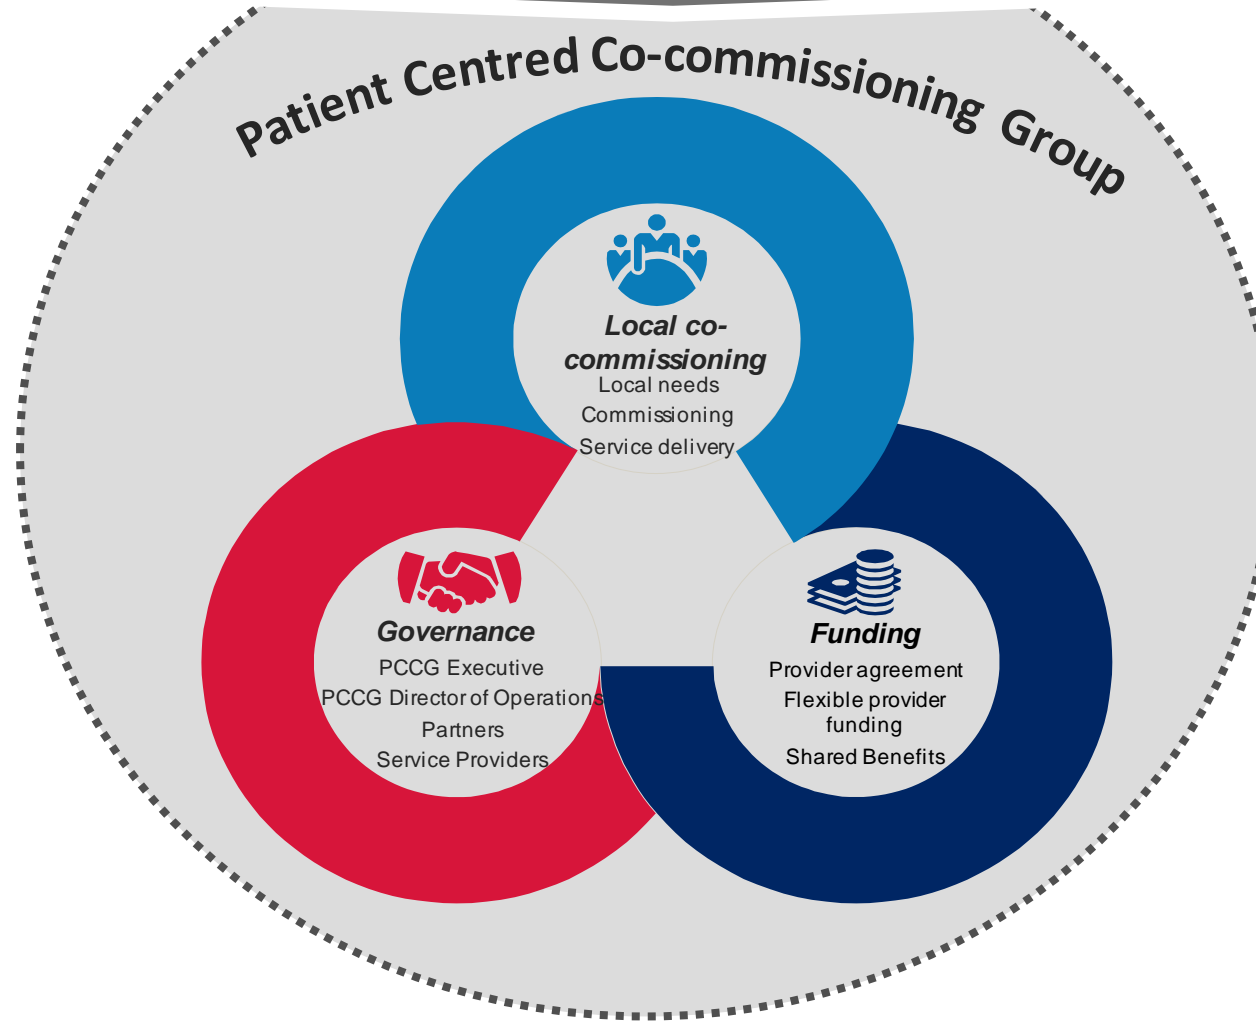 Patient Centred Co-commissioning Group
Local co-
commissioning
Local needs
Commissioning
Service delivery
Governance
PCCG Executive
PCCG Director of Operations
Partners
Service Providers
Funding
Provider agreement
Flexible provider
funding
Shared Benefits